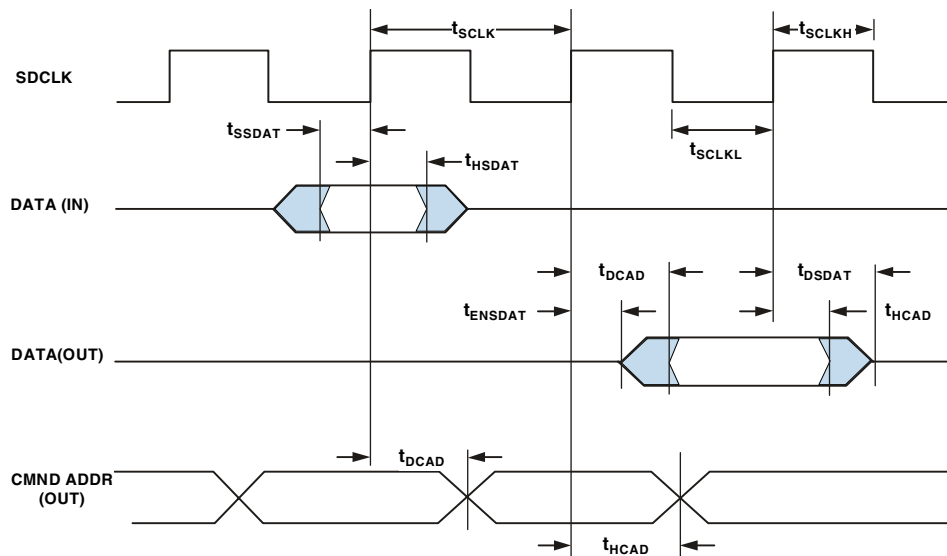 tSCLK
tSCLKH
SDCLK
tSSDAT
tSCLKL
tHSDAT
DATA (IN)
tDCAD
tDSDAT
tENSDAT
tHCAD
DATA(OUT)
tDCAD
CMND ADDR
(OUT)
tHCAD